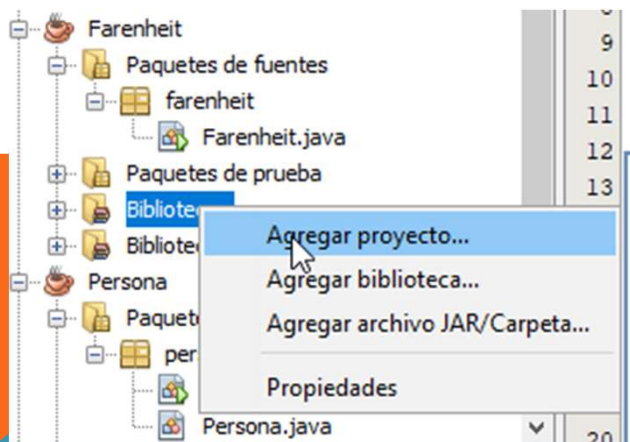 Farenheit
Paquetes de fuentes
farenheit
Farenheit.java
Paquetes de prueba
Agregar proyecto...
Agregar biblioteca...
Persona
Agregar archivo JAR/Carpeta...
Propiedades
Persona.java
9
10
11
12
13
20